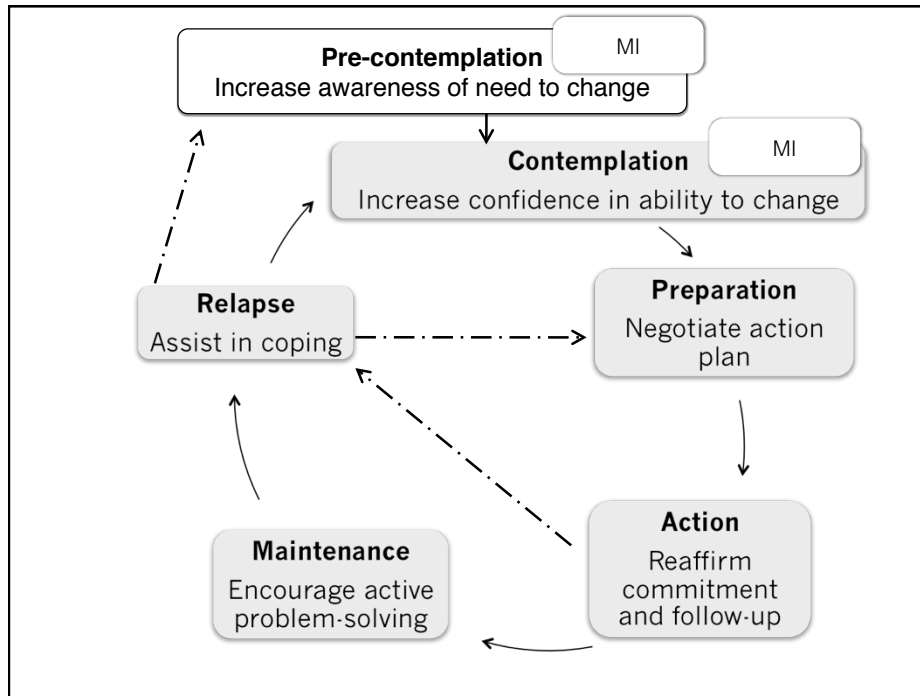 MI
Pre-contemplation
Increase awareness of need to change
MI
Contemplation
Increase confidence in ability to change
Relapse
Assist in coping
Preparation
Negotiate action
plan
Maintenance
Encourage active
problem-solving
Action
Reaffirm
commitment
and follow-up